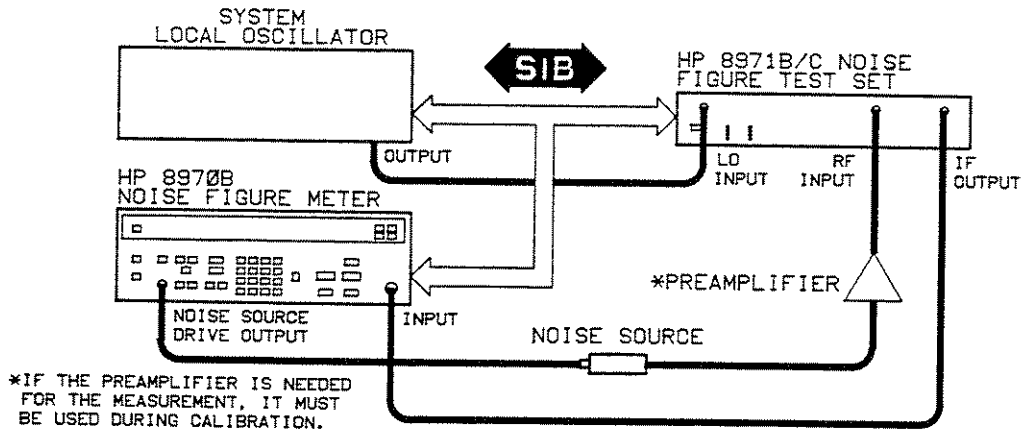 SYSTEM
LOCAL OSCILLATOR
SIB
HP 8971B/C NOISE
FIGURE TEST SET
OUTPUT
LO
INPUT
RF
INPUT
IF
OUTPUT
HP 8970B
NOISE FIGURE METER
*PREAMPLIFIER
NOISE SOURCE
DRIVE OUTPUT
INPUT
NOISE SOURCE
*IF THE PREAMPLIFIER IS NEEDED
FOR THE MEASUREMENT, IT MUST
BE USED DURING CALIBRATION.